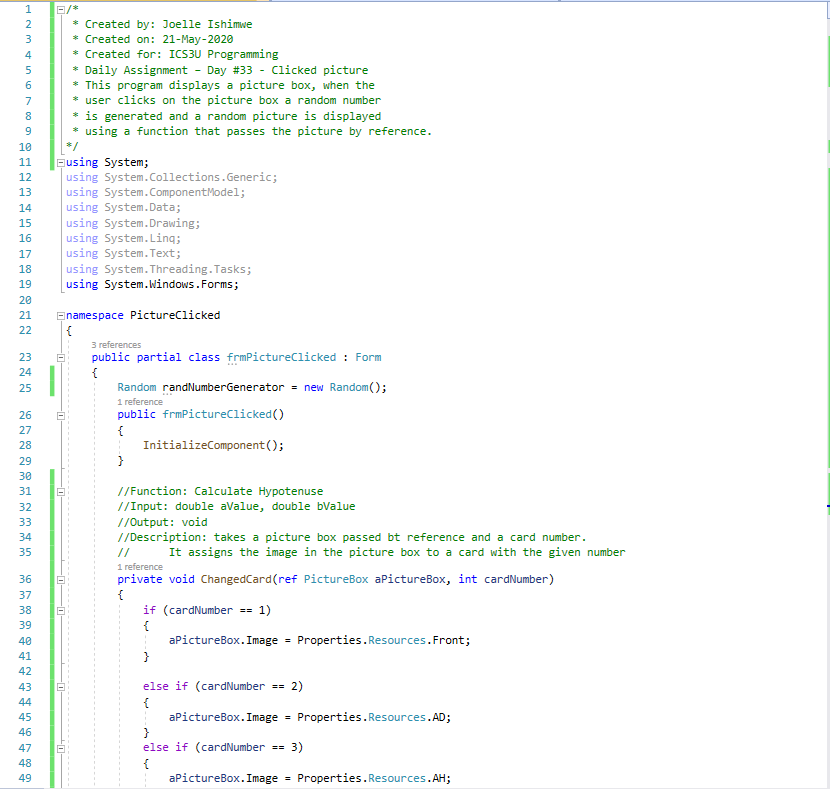 1 /*
2 * Created by: Joelle Ishimwe
3 * Created on: 21-May-2020
4 * Created for: ICS3U Programming
5 * Daily Assignment – Day #33 - Clicked picture
6 * This program displays a picture box, when the
7 * user clicks on the picture box a random number
8 * is generated and a random picture is displayed
9 * using a function that passes the picture by reference.
10 */
11 using System;
12 using System.Collections.Generic;
13 using System.ComponentModel;
14 using System.Data;
15 using System.Drawing;
16 using System.Linq;
17 using System.Text;
18 using System.Threading.Tasks;
19 using System.Windows.Forms;
20
21 namespace PictureClicked
22 {
3 references
23 public partial class frmPictureClicked : Form
24 {
25 Random randNumberGenerator = new Random();
1 reference
26 public frmPictureClicked()
27 {
28 InitializeComponent();
29 }
30
31 //Function: Calculate Hypotenuse
32 //Input: double aValue, double bValue
33 //Output: void
34 //Description: takes a picture box passed bt reference and a card number.
35 // It assigns the image in the picture box to a card with the given number
1 reference
36 private void ChangedCard(ref PictureBox aPictureBox, int cardNumber)
37 {
38 if (cardNumber == 1)
39 {
40 aPictureBox.Image = Properties.Resources.Front;
41 }
42
43 else if (cardNumber == 2)
44 {
45 aPictureBox.Image = Properties.Resources.AD;
46 }
47 else if (cardNumber == 3)
48 {
49 aPictureBox.Image = Properties.Resources.AH;